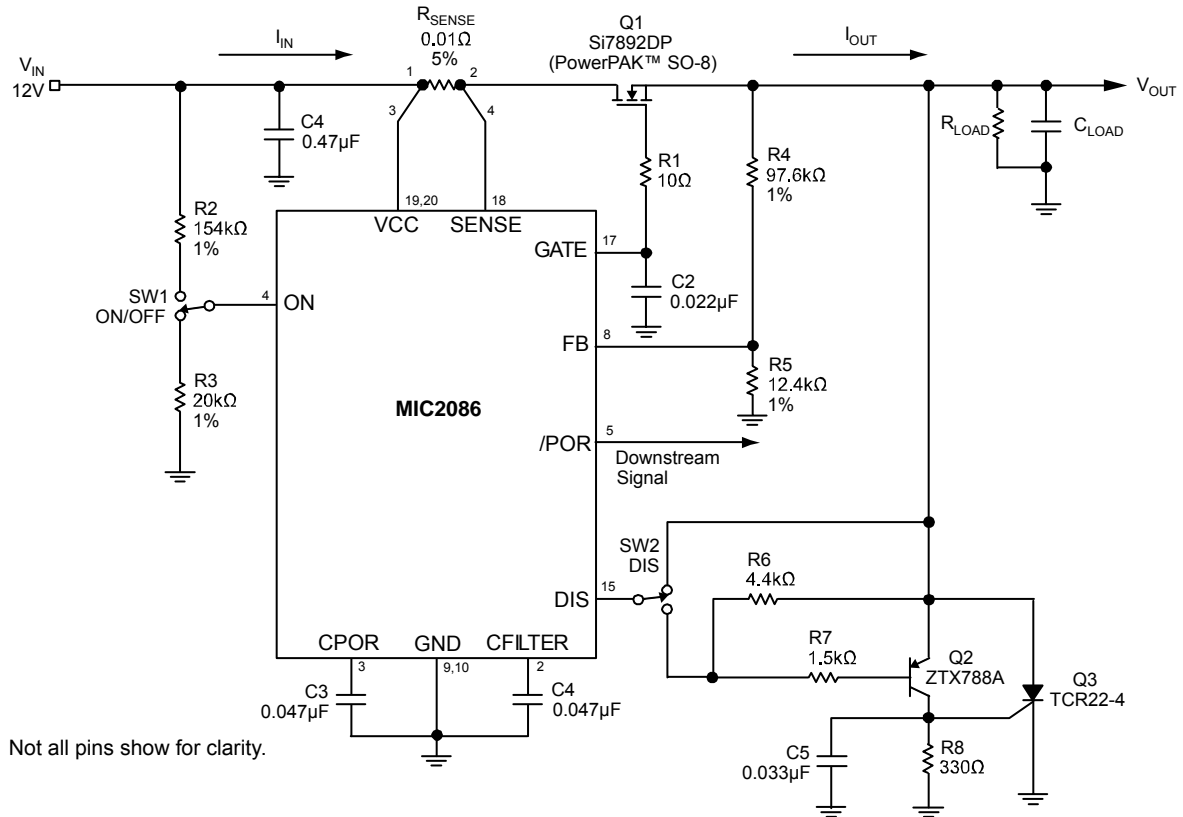 R_SENSE
0.01Ω
5%
Q1
Si7892DP
(PowerPAK™ SO-8)
I_IN
I_OUT
V_IN
12V
1
2
3
4
C4
0.47µF
V_OUT
R_LOAD
C_LOAD
R1
10Ω
R4
97.6kΩ
1%
R2
154kΩ
1%
19,20
18
VCC
SENSE
GATE
17
C2
0.022µF
SW1
ON/OFF
4
ON
FB
8
R3
20kΩ
1%
R5
12.4kΩ
1%
MIC2086
/POR
5
Downstream
Signal
SW2
DIS
R6
4.4kΩ
DIS
15
R7
1.5kΩ
Q2
ZTX788A
Q3
TCR22-4
CPOR
GND
CFILTER
3
9,10
2
C3
0.047µF
C4
0.047µF
C5
0.033µF
R8
330Ω
Not all pins show for clarity.